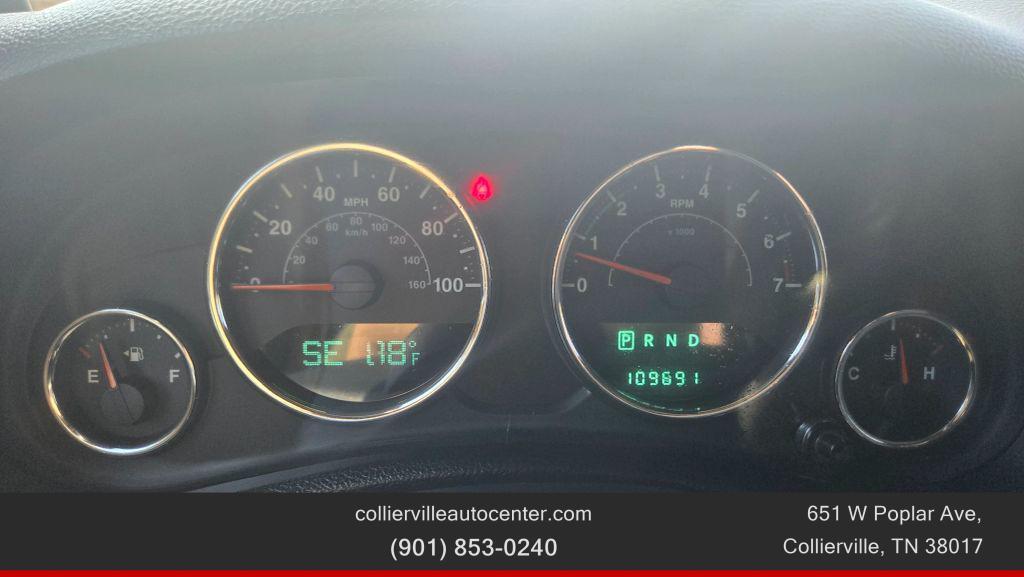 20 40 60 80 100
MPH
20 40 60 80 100 120 140 160
km/h
0
SE 118°F
E F
0 1 2 3 4 5 6 7
RPM
x 1000
P R N D
109691
C H
colliervilleautocenter.com
(901) 853-0240
651 W Poplar Ave,
Collierville, TN 38017